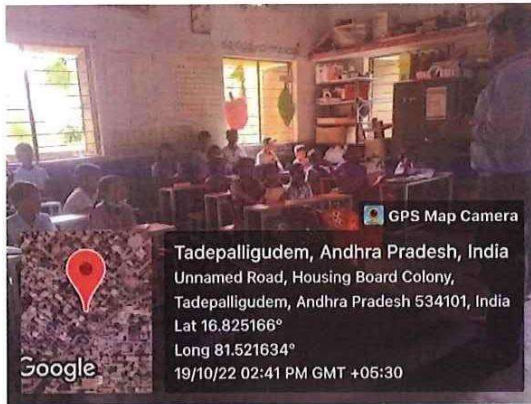 GPS Map Camera
Tadepalligudem, Andhra Pradesh, India
Unnamed Road, Housing Board Colony,
Tadepalligudem, Andhra Pradesh 534101, India
Lat 16.825166°
Long 81.521634°
19/10/22 02:41 PM GMT +05:30
Google